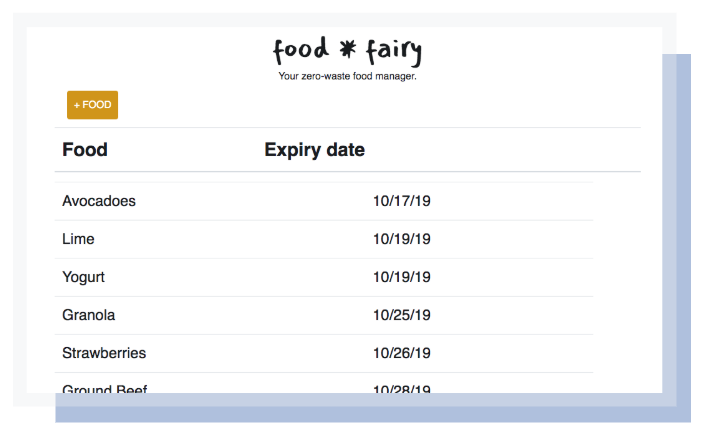 food * fairy
Your zero-waste food manager.
+ FOOD
Food Expiry date
Avocadoes 10/17/19
Lime 10/19/19
Yogurt 10/19/19
Granola 10/25/19
Strawberries 10/26/19
Ground Beef 10/28/19